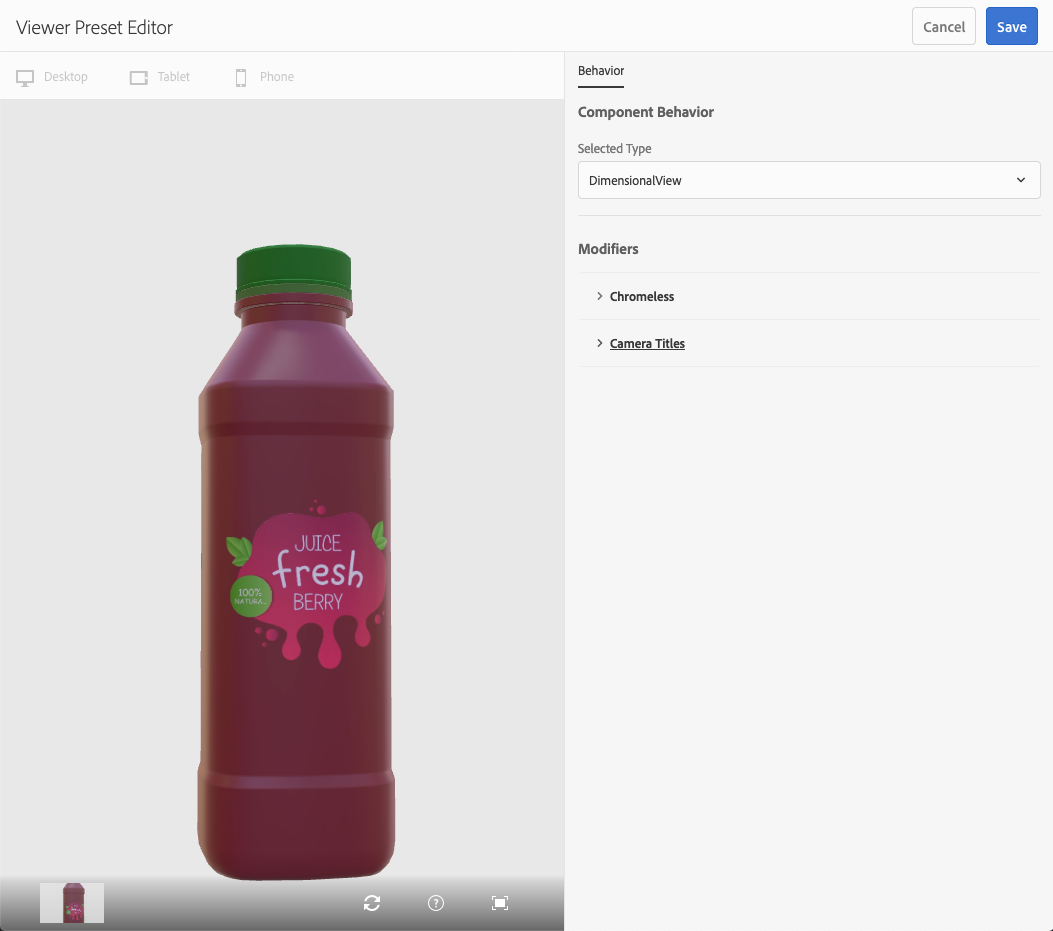 Viewer Preset Editor
Cancel
Save
Desktop
Tablet
Phone
Behavior
Component Behavior
Selected Type
DimensionalView
Modifiers
Chromeless
Camera Titles
JUICE
fresh
BERRY
100%
NATURA...
?